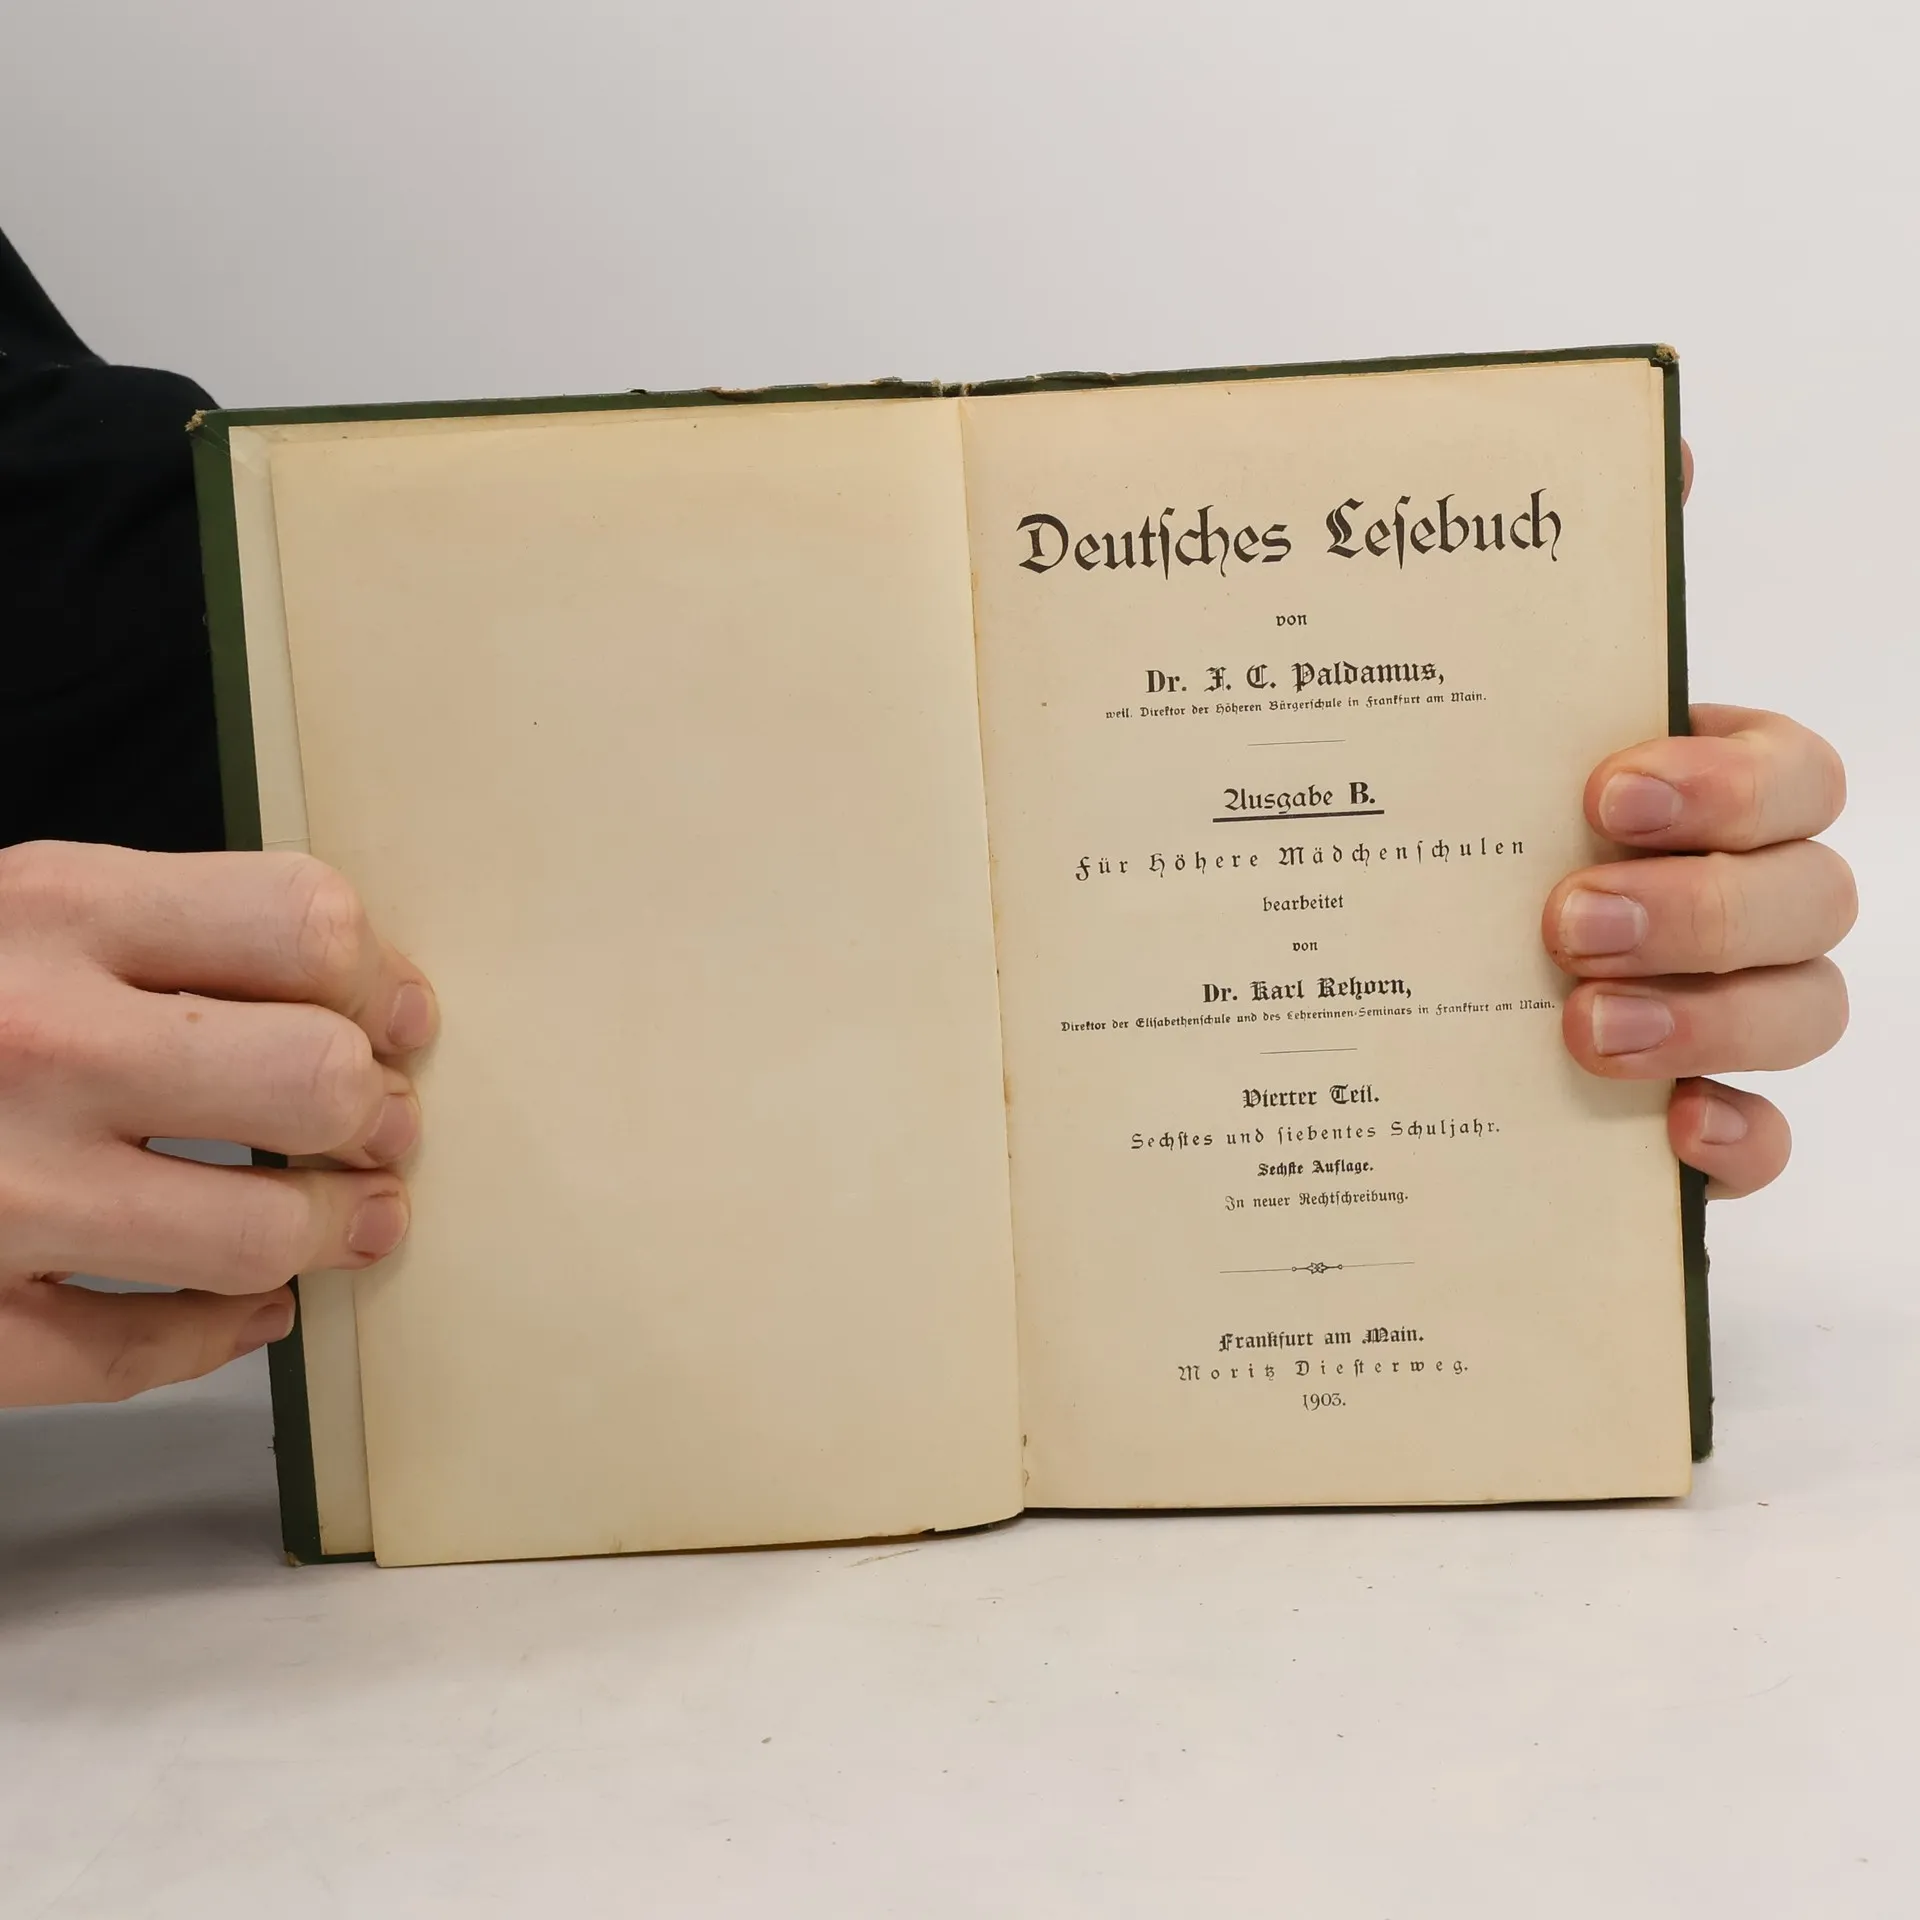 Deutſches Leſebuch
von
Dr. F. C. Paldamus,
weil. Direktor der Höheren Bürgerſchule in Frankfurt am Main.
Ausgabe B.
Für Höhere Mädchenſchulen
bearbeitet
von
Dr. Karl Rehorn,
Direktor der Eliſabethenſchule und des Lehrerinnen-Seminars in Frankfurt am Main.
Vierter Teil.
Sechſtes und ſiebentes Schuljahr.
Sechſte Auflage.
In neuer Rechtſchreibung.
Frankfurt am Main.
Moritz Dieſterweg.
1903.